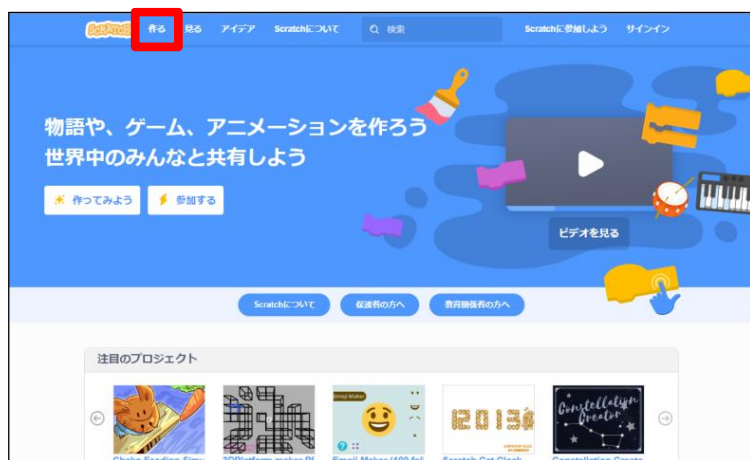 SCRATCH 作る 見る アイデア Scratchについて 検索 Scratchに参加しよう サインイン
物語や、ゲーム、アニメーションを作ろう
世界中のみんなと共有しよう
作ってみよう 参加する
ビデオを見る
Scratchについて 保護者の方へ 教育関係者の方へ
注目のプロジェクト
Emoji Maker
Constellation
Creator